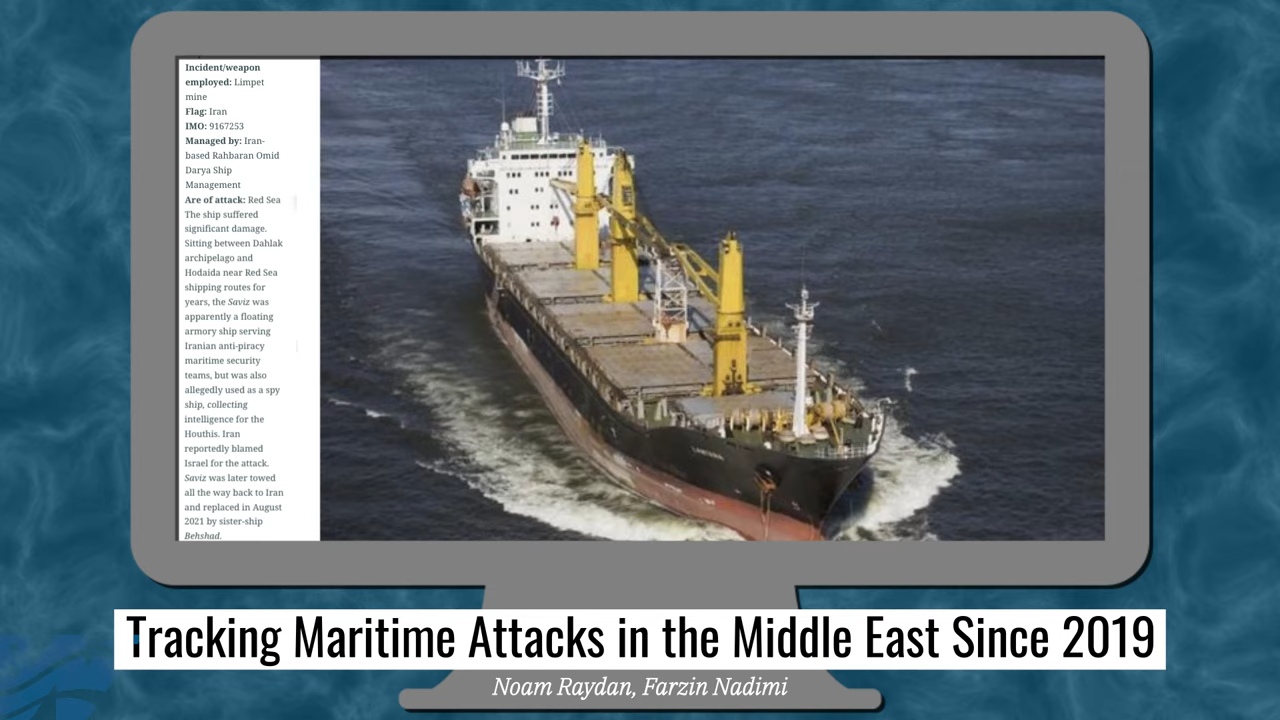 Incident/weapon
employed: Limpet
mine
Flag: Iran
IMO: 9167253
Managed by: Iran-
based Rahbaran Omid
Darya Ship
Management
Are of attack: Red Sea
The ship suffered
significant damage.
Sitting between Dahlak
archipelago and
Hodaida near Red Sea
shipping routes for
years, the Saviz was
apparently a floating
armory ship serving
Iranian anti-piracy
maritime security
teams, but was also
allegedly used as a spy
ship, collecting
intelligence for the
Houthis. Iran
reportedly blamed
Israel for the attack.
Saviz was later towed
all the way back to Iran
and replaced in August
2021 by sister-ship
Behshad.
Tracking Maritime Attacks in the Middle East Since 2019
Noam Raydan, Farzin Nadimi